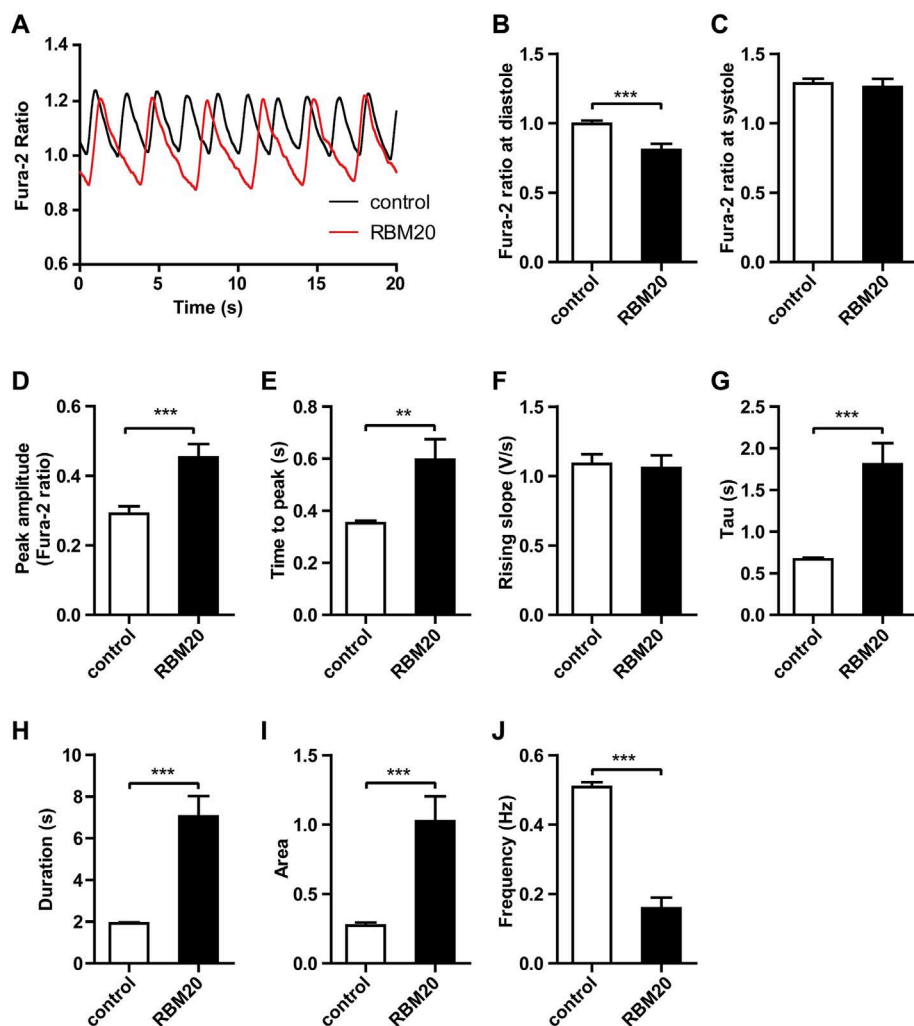 A
Fura-2 Ratio
1.4
1.2
1.0
0.8
0.6
0
5
10
15
20
Time (s)
control
RBM20
B
Fura-2 ratio at diastole
1.5
1.0
0.5
0.0
***
control
RBM20
C
Fura-2 ratio at systole
1.5
1.0
0.5
0.0
control
RBM20
D
Peak amplitude
(Fura-2 ratio)
0.6
0.4
0.2
0.0
***
control
RBM20
E
Time to peak (s)
0.8
0.6
0.4
0.2
0.0
**
control
RBM20
F
Rising slope (V/s)
1.5
1.0
0.5
0.0
control
RBM20
G
Tau (s)
2.5
2.0
1.5
1.0
0.5
0.0
***
control
RBM20
H
Duration (s)
10
8
6
4
2
0
***
control
RBM20
I
Area
1.5
1.0
0.5
0.0
***
control
RBM20
J
Frequency (Hz)
0.6
0.4
0.2
0.0
***
control
RBM20